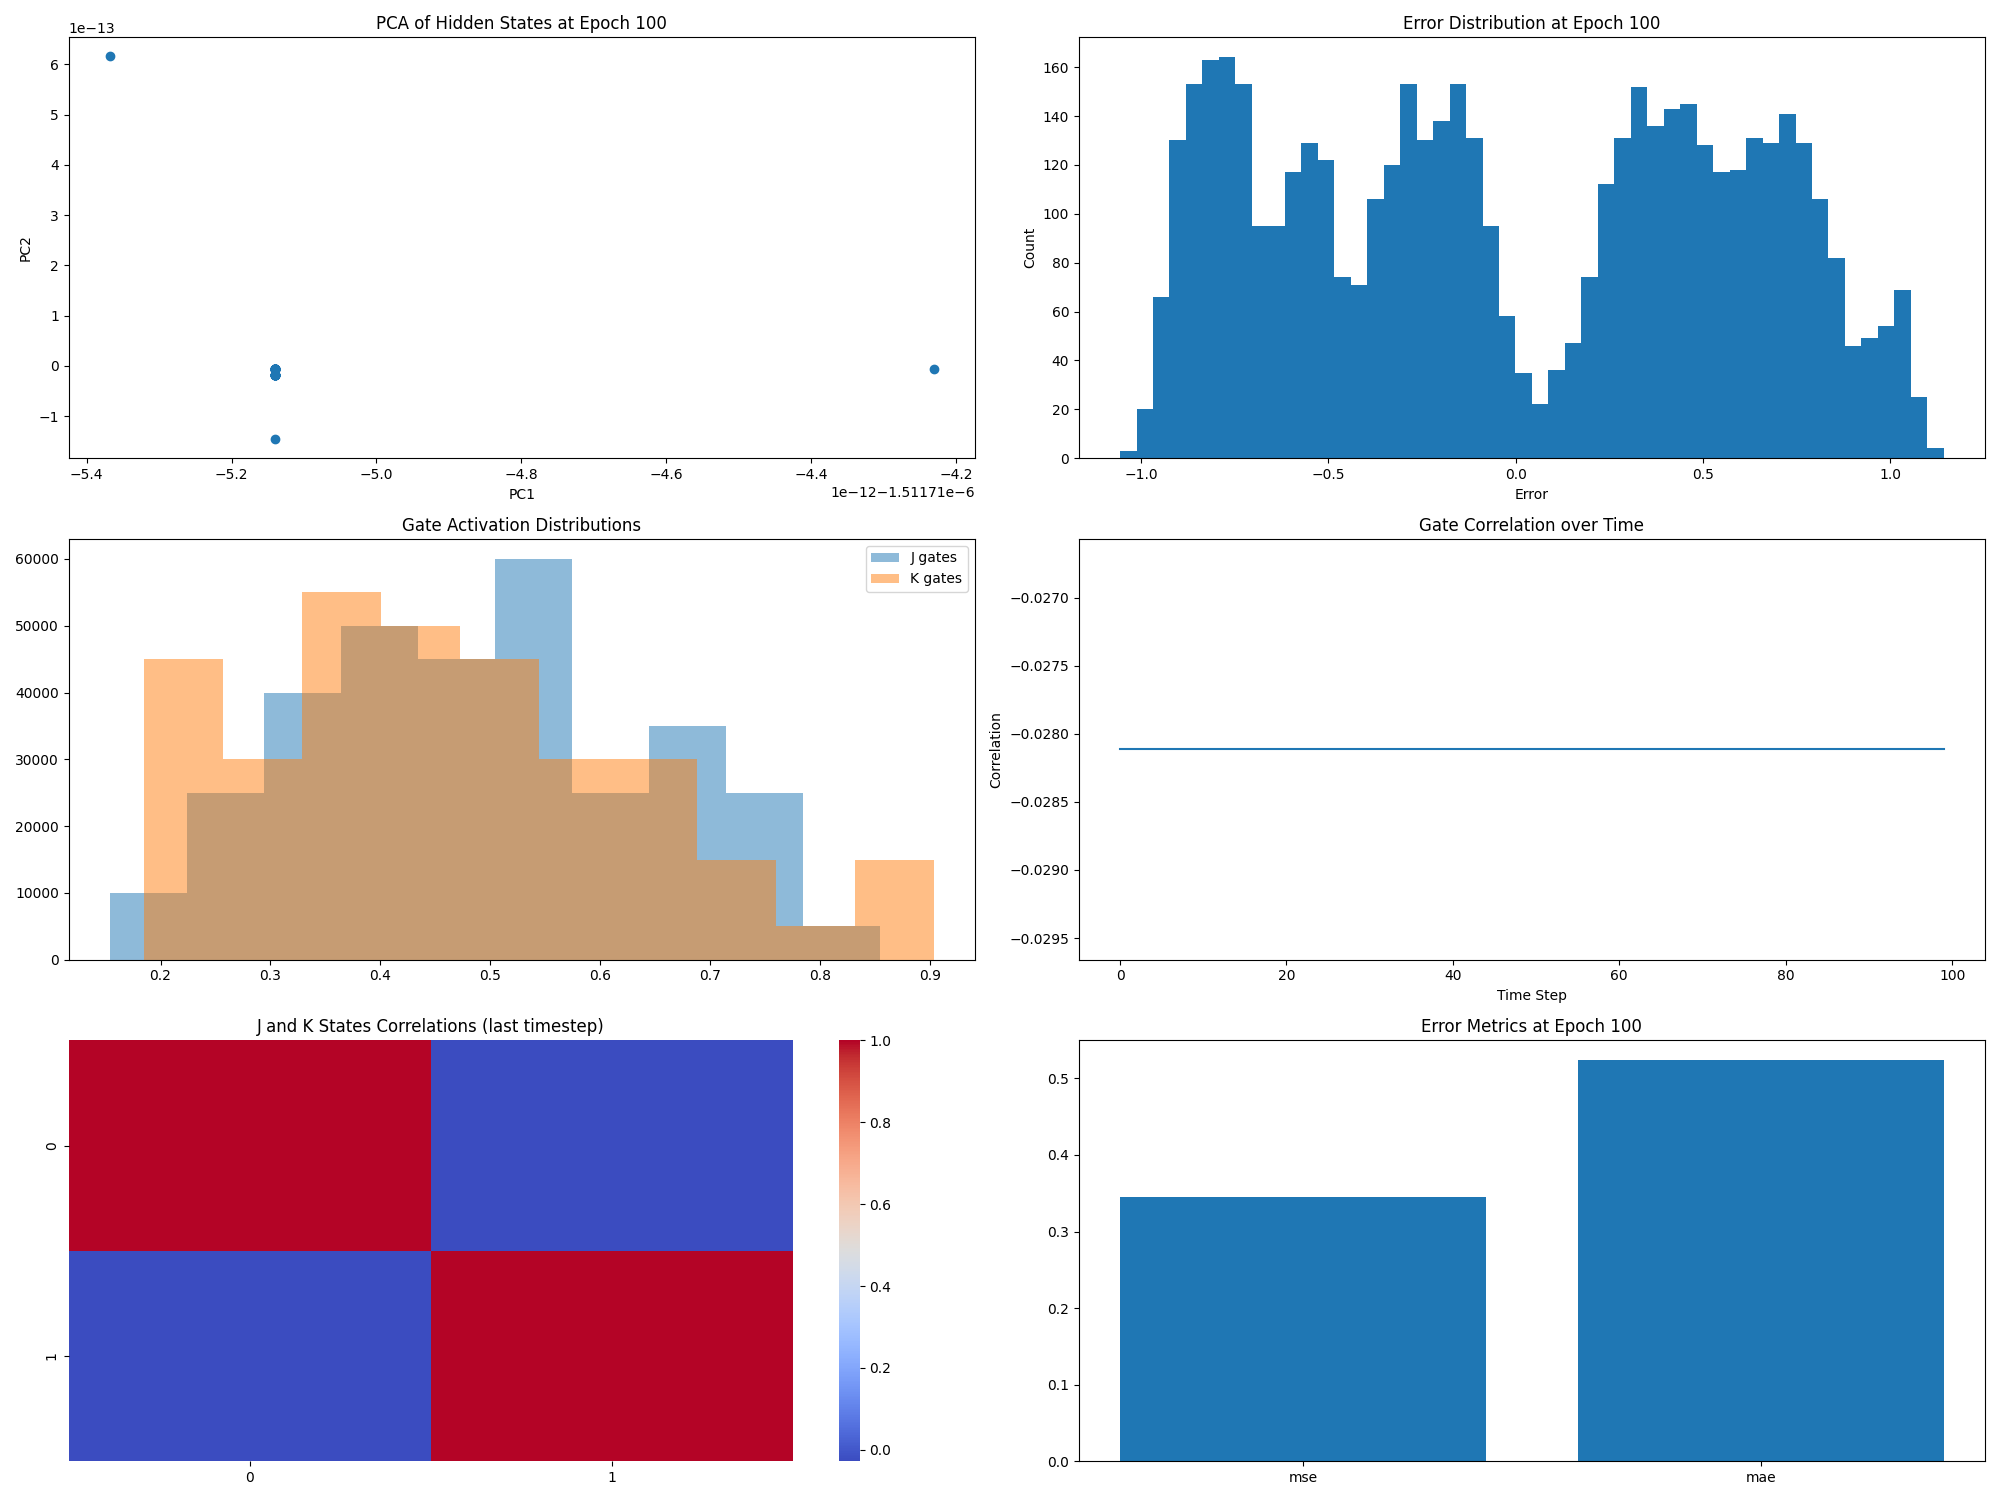 PCA of Hidden States at Epoch 100
1e−13
6
5
4
3
2
1
0
−1
PC2
−5.4 −5.2 −5.0 −4.8 −4.6 −4.4 −4.2
PC1
1e−12−1.51171e−6
Error Distribution at Epoch 100
160
140
120
100
80
60
40
20
0
Count
−1.0 −0.5 0.0 0.5 1.0
Error
Gate Activation Distributions
J gates
K gates
60000
50000
40000
30000
20000
10000
0
0.2 0.3 0.4 0.5 0.6 0.7 0.8 0.9
Gate Correlation over Time
−0.0270
−0.0275
−0.0280
−0.0285
−0.0290
−0.0295
Correlation
0 20 40 60 80 100
Time Step
J and K States Correlations (last timestep)
0
1
0 1
1.0
0.8
0.6
0.4
0.2
0.0
Error Metrics at Epoch 100
0.5
0.4
0.3
0.2
0.1
0.0
mse mae